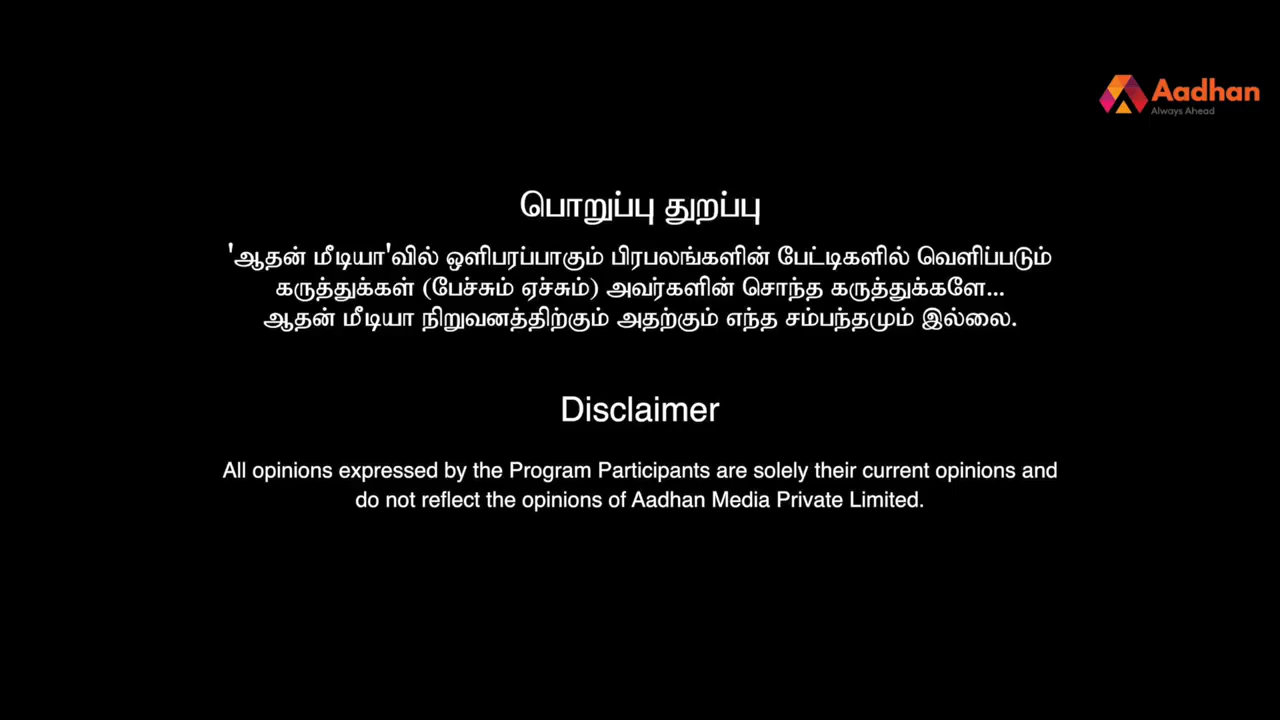 Aadhan
Always Ahead
பொறுப்பு துறப்பு
'ஆதன் மீடியா'வில் ஒளிபரப்பாகும் பிரபலங்களின் பேட்டிகளில் வெளிப்படும்
கருத்துக்கள் (பேச்சும் ஏச்சும்) அவர்களின் சொந்த கருத்துக்களே...
ஆதன் மீடியா நிறுவனத்திற்கும் அதற்கும் எந்த சம்பந்தமும் இல்லை.
Disclaimer
All opinions expressed by the Program Participants are solely their current opinions and
do not reflect the opinions of Aadhan Media Private Limited.